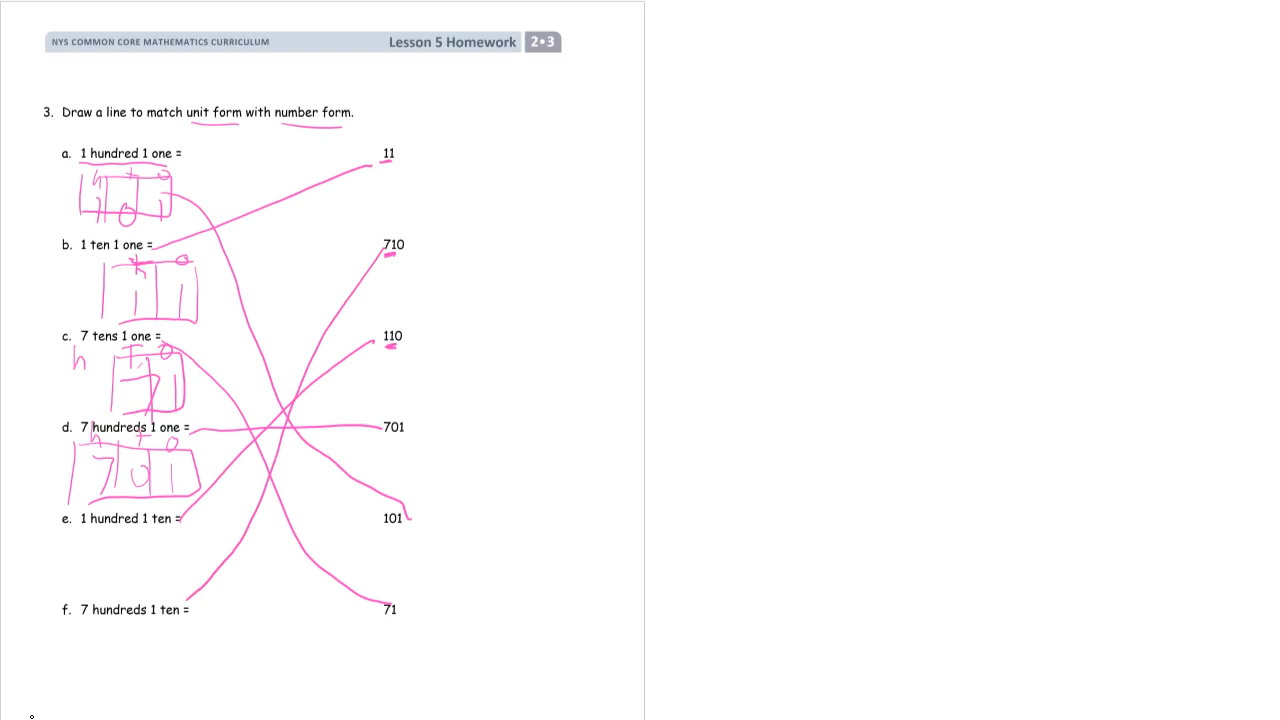 NYS COMMON CORE MATHEMATICS CURRICULUM Lesson 5 Homework 2•3
3. Draw a line to match unit form with number form.
a. 1 hundred 1 one = 11
h t o
1 0 1
b. 1 ten 1 one = 710
t o
1 1
c. 7 tens 1 one = 110
h T o
7 1
d. 7 hundreds 1 one = 701
h t o
7 0 1
e. 1 hundred 1 ten = 101
f. 7 hundreds 1 ten = 71